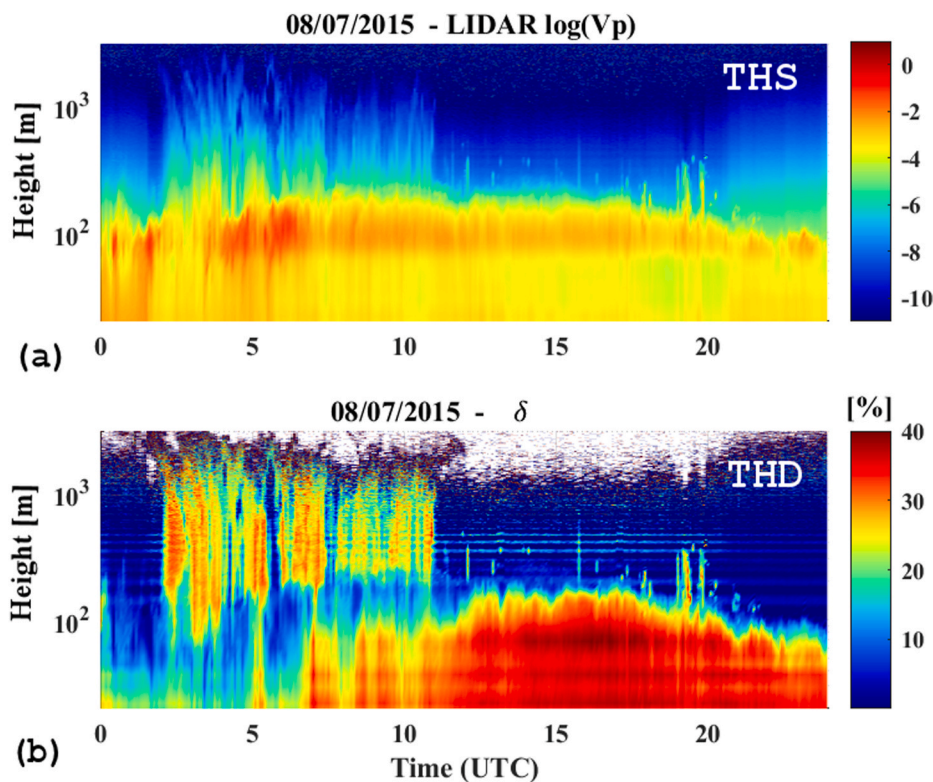 08/07/2015 - LIDAR log(Vp)
THS
Height [m]
10³
10²
0
-2
-4
-6
-8
-10
0 5 10 15 20
(a)
08/07/2015 - δ
[%]
THD
Height [m]
10³
10²
40
30
20
10
0 5 10 15 20
Time (UTC)
(b)